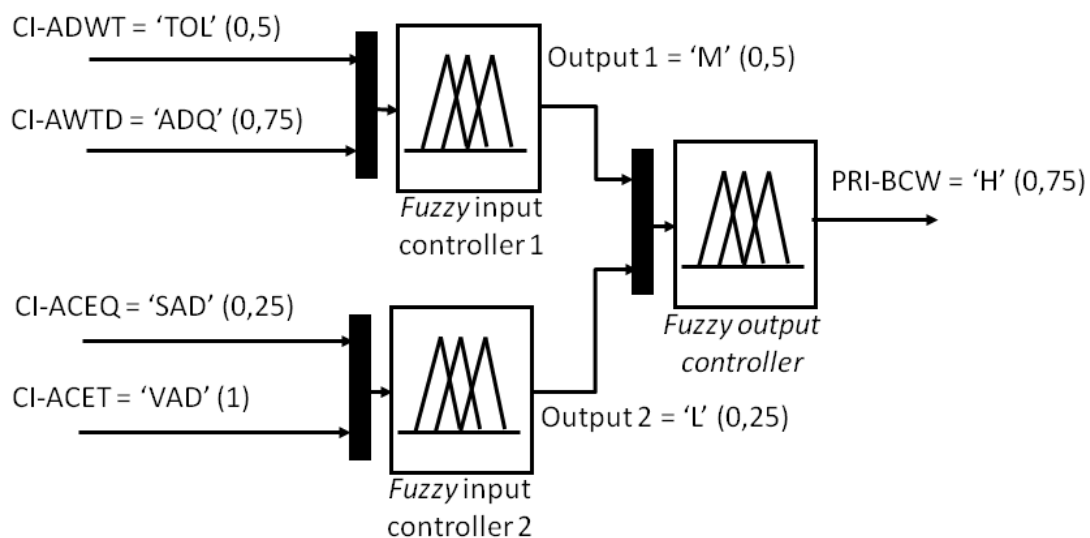 CI-ADWT = ‘TOL’ (0,5)
Output 1 = ‘M’ (0,5)
CI-AWTD = ‘ADQ’ (0,75)
Fuzzy input
controller 1
PRI-BCW = ‘H’ (0,75)
CI-ACEQ = ‘SAD’ (0,25)
Fuzzy output
controller
CI-ACET = ‘VAD’ (1)
Output 2 = ‘L’ (0,25)
Fuzzy input
controller 2